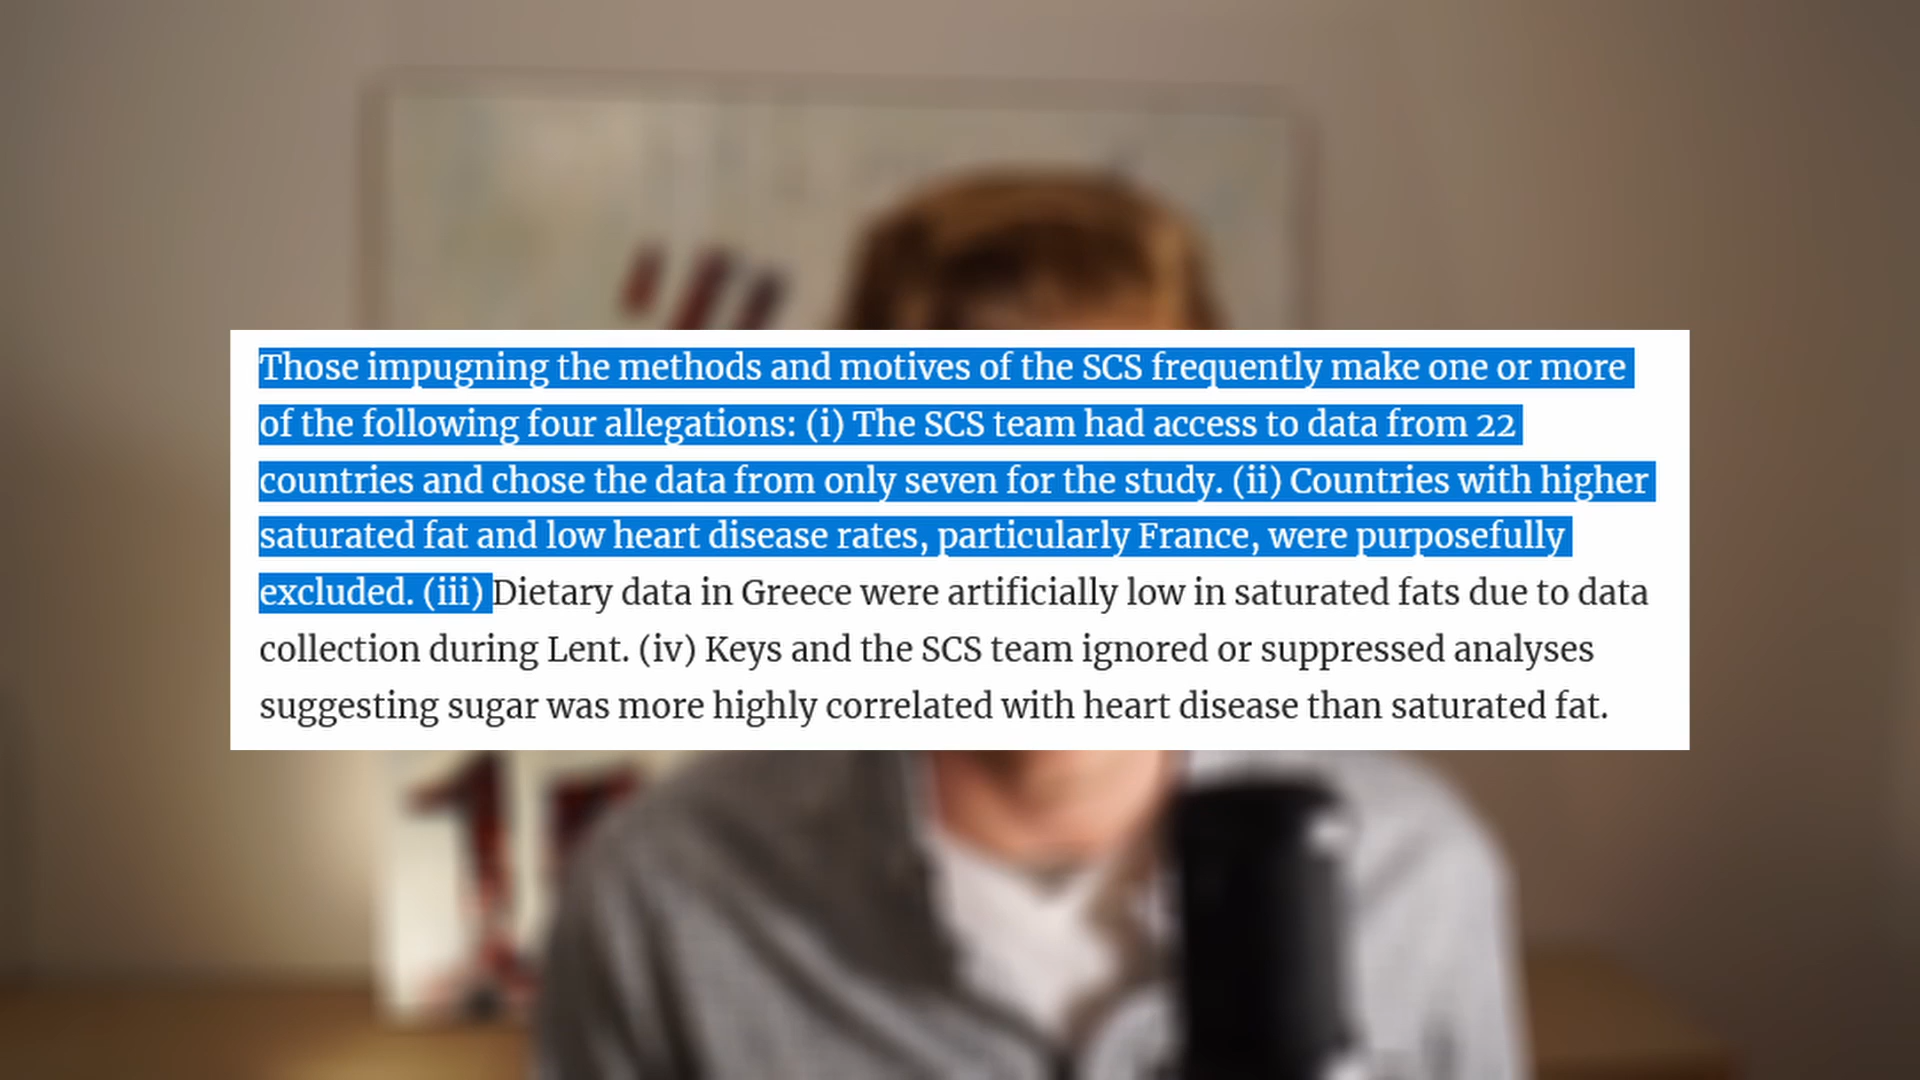 Those impugning the methods and motives of the SCS frequently make one or more
of the following four allegations: (i) The SCS team had access to data from 22
countries and chose the data from only seven for the study. (ii) Countries with higher
saturated fat and low heart disease rates, particularly France, were purposefully
excluded. (iii) Dietary data in Greece were artificially low in saturated fats due to data
collection during Lent. (iv) Keys and the SCS team ignored or suppressed analyses
suggesting sugar was more highly correlated with heart disease than saturated fat.